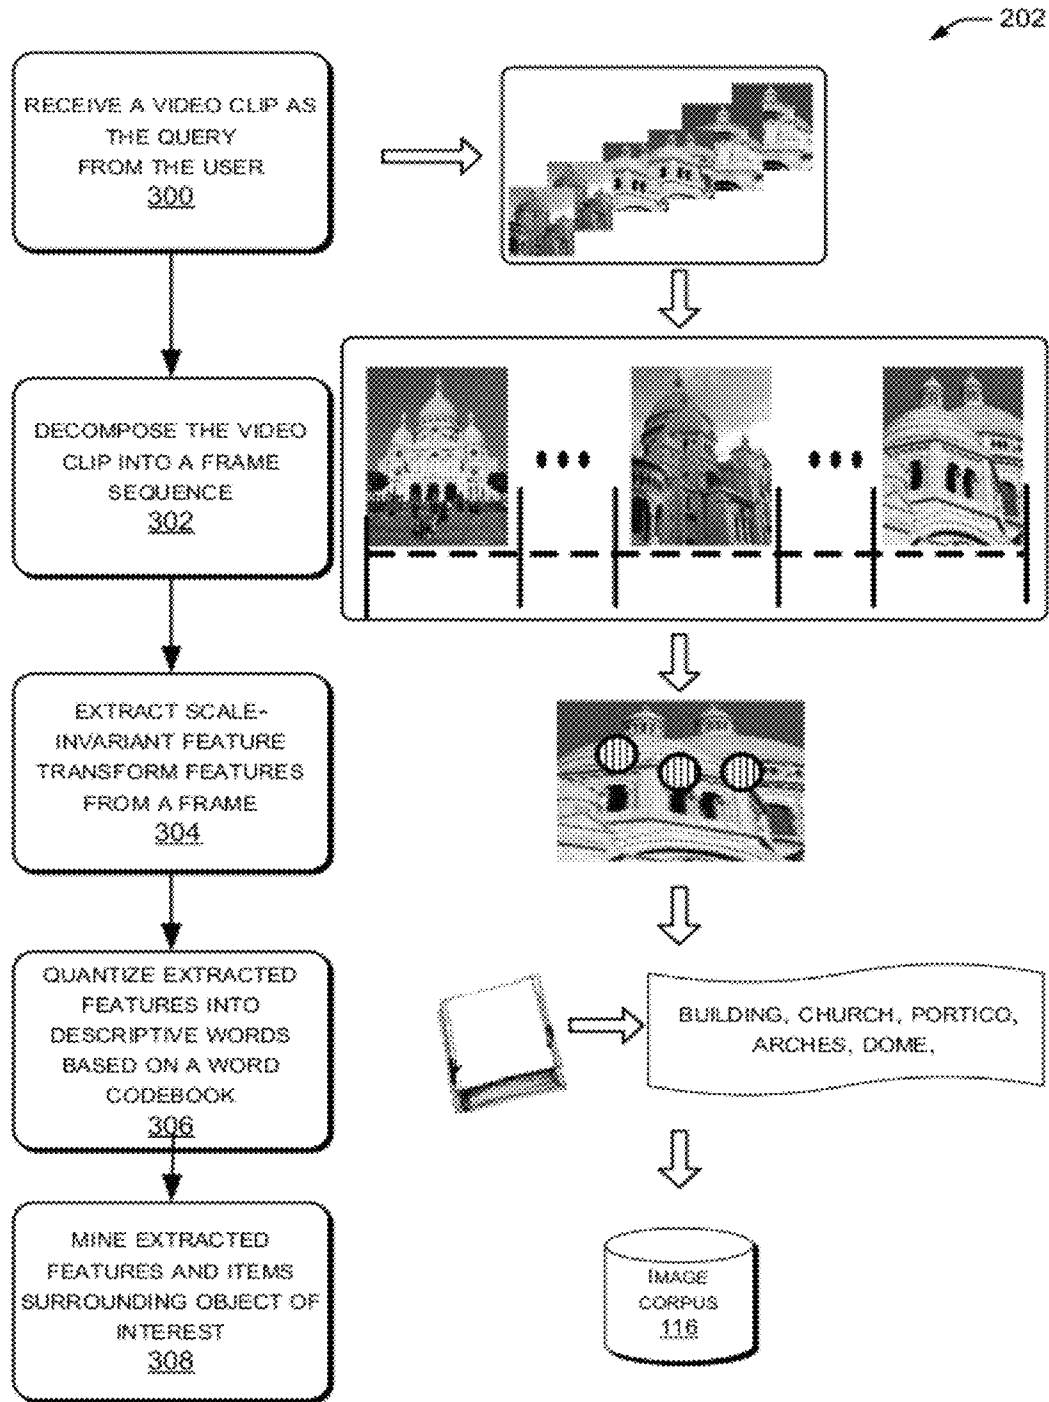 202
RECEIVE A VIDEO CLIP AS
THE QUERY
FROM THE USER
300
DECOMPOSE THE VIDEO
CLIP INTO A FRAME
SEQUENCE
302
EXTRACT SCALE-
INVARIANT FEATURE
TRANSFORM FEATURES
FROM A FRAME
304
QUANTIZE EXTRACTED
FEATURES INTO
DESCRIPTIVE WORDS
BASED ON A WORD
CODEBOOK
306
BUILDING, CHURCH, PORTICO,
ARCHES, DOME,
MINE EXTRACTED
FEATURES AND ITEMS
SURROUNDING OBJECT OF
INTEREST
308
IMAGE
CORPUS
116